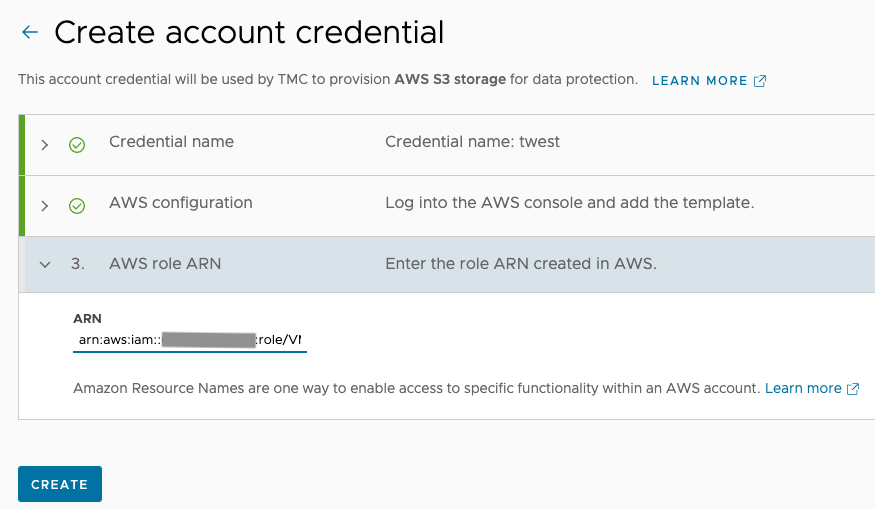 Create account credential
This account credential will be used by TMC to provision AWS S3 storage for data protection. LEARN MORE
Credential name Credential name: twest
AWS configuration Log into the AWS console and add the template.
3. AWS role ARN Enter the role ARN created in AWS.
ARN
arn:aws:iam:: :role/VM
Amazon Resource Names are one way to enable access to specific functionality within an AWS account. Learn more
CREATE